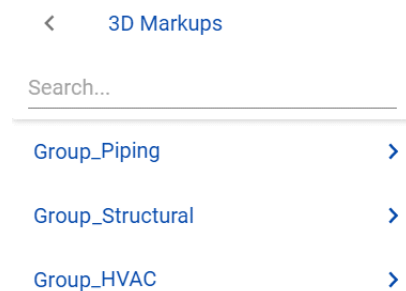 3D Markups
Search...
Group_Piping
Group_Structural
Group_HVAC